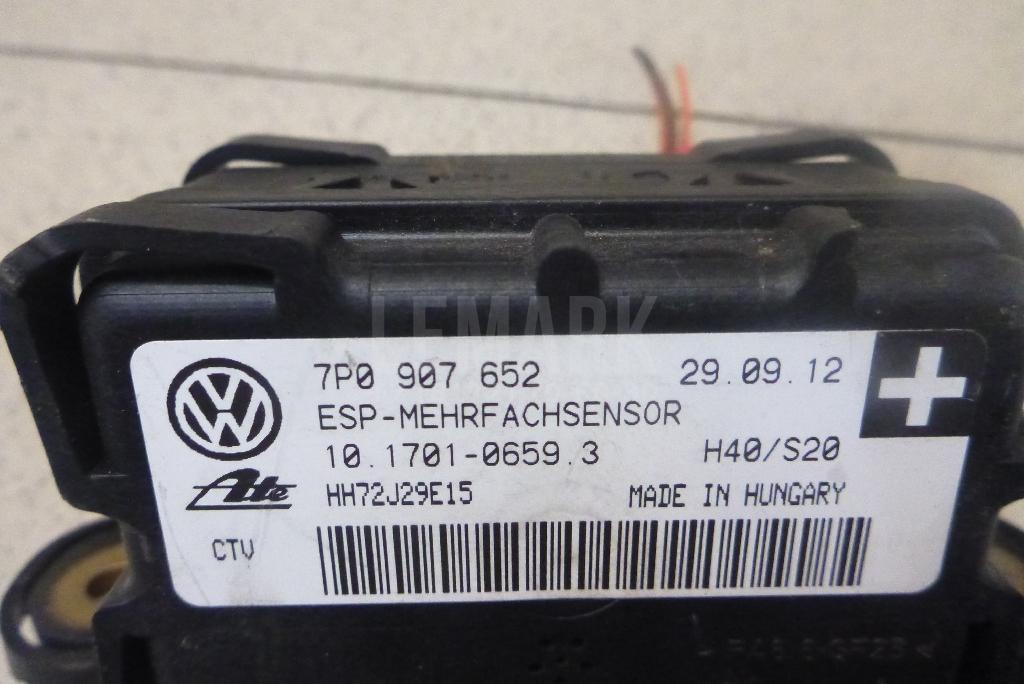 LEMARK
7P0 907 652 29.09.12
ESP-MEHRFACHSENSOR
10.1701-0659.3 H40/S20
Ate HH72J29E15 MADE IN HUNGARY
CTV